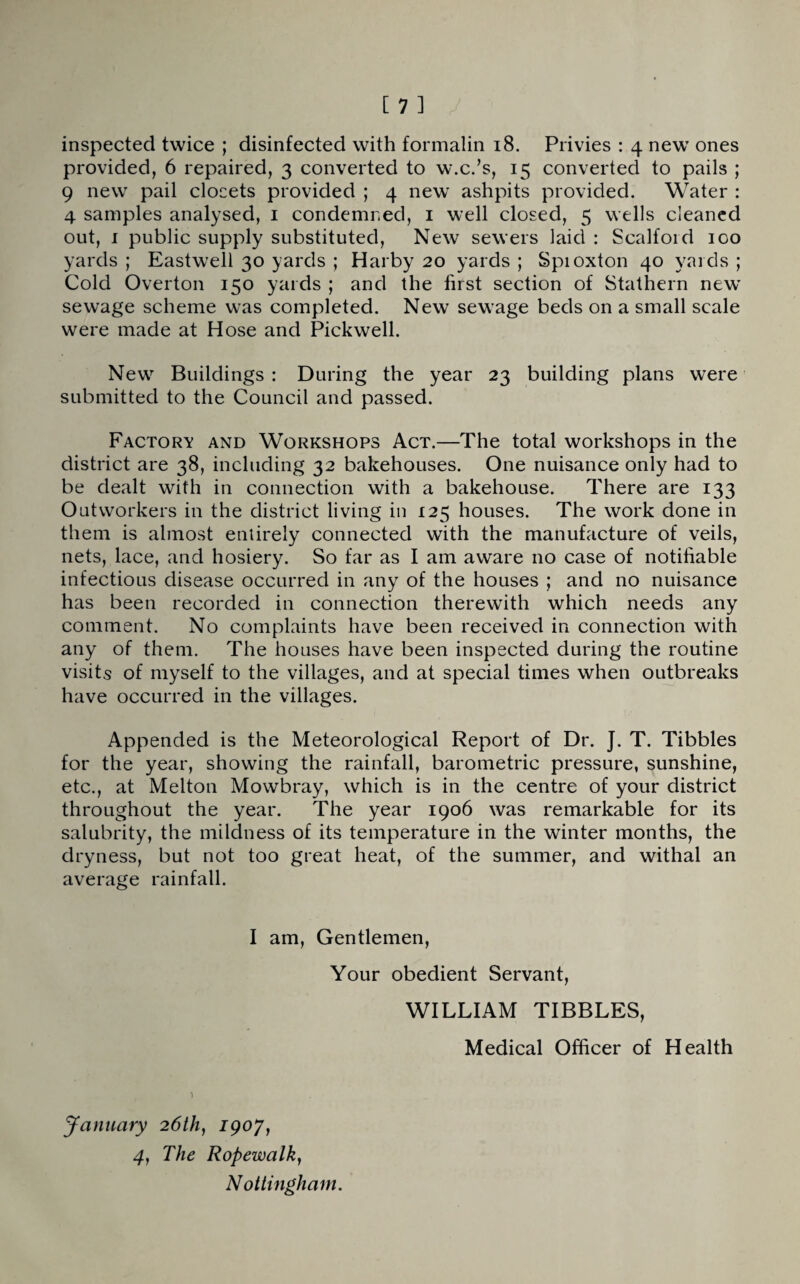 [ 7 ]
inspected twice ; disinfected with formalin 18. Privies : 4 new ones
provided, 6 repaired, 3 converted to w.c.’s, 15 converted to pails ;
9 new pail closets provided ; 4 new ashpits provided. Water :
4 samples analysed, 1 condemned, 1 well closed, 5 wells cleaned
out, 1 public supply substituted, New sewers laid : Scalford 100
yards ; Eastwell 30 yards ; Harby 20 yards ; Sproxton 40 yards ;
Cold Overton 150 yards ; and the first section of Stathern new
sewage scheme was completed. New sewage beds on a small scale
were made at Hose and Pickwell.
New Buildings : During the year 23 building plans were
submitted to the Council and passed.
Factory and Workshops Act.—The total workshops in the
district are 38, including 32 bakehouses. One nuisance only had to
be dealt with in connection with a bakehouse. There are 133
Outworkers in the district living in 125 houses. The work done in
them is almost entirely connected with the manufacture of veils,
nets, lace, and hosiery. So far as I am aware no case of notifiable
infectious disease occurred in any of the houses ; and no nuisance
has been recorded in connection therewith which needs any
comment. No complaints have been received in connection with
any of them. The houses have been inspected during the routine
visits of myself to the villages, and at special times when outbreaks
have occurred in the villages.
Appended is the Meteorological Report of Dr. J. T. Tibbles
for the year, showing the rainfall, barometric pressure, sunshine,
etc., at Melton Mowbray, which is in the centre of your district
throughout the year. The year 1906 was remarkable for its
salubrity, the mildness of its temperature in the winter months, the
dryness, but not too great heat, of the summer, and withal an
average rainfall.
I am, Gentlemen,
Your obedient Servant,
WILLIAM TIBBLES,
Medical Officer of Health
January 26th, 1907,
4, The Ropewalk,
Nottingham.